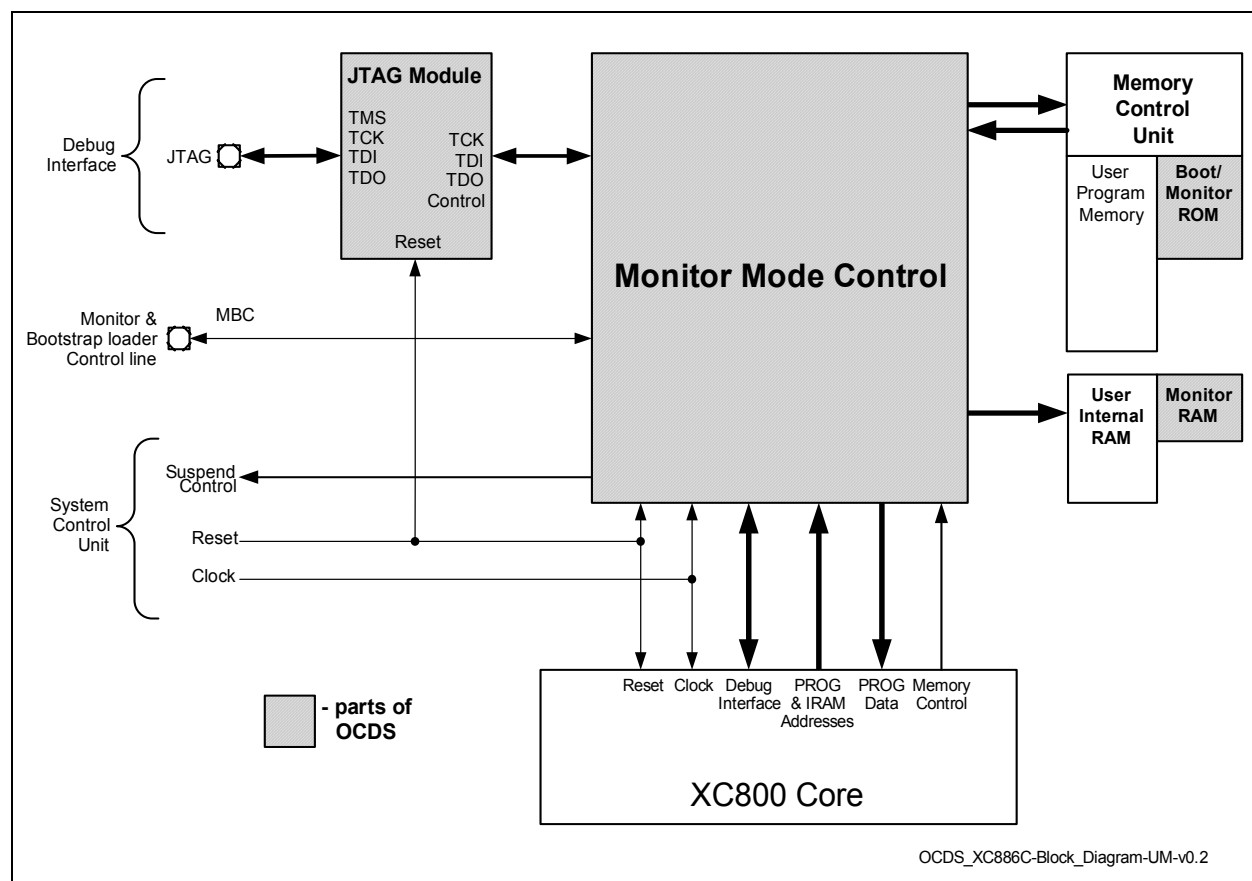 JTAG Module
TMS
TCK
TDI
TDO
TCK
TDI
TDO
Control
Reset
Debug
Interface
JTAG
Monitor &
Bootstrap loader
Control line
MBC
System
Control
Unit
Suspend
Control
Reset
Clock
Monitor Mode Control
Memory
Control
Unit
User
Program
Memory
Boot/
Monitor
ROM
User
Internal
RAM
Monitor
RAM
Reset
Clock
Debug
Interface
PROG
& IRAM
Addresses
PROG
Data
Memory
Control
XC800 Core
- parts of
OCDS
OCDS_XC886C-Block_Diagram-UM-v0.2